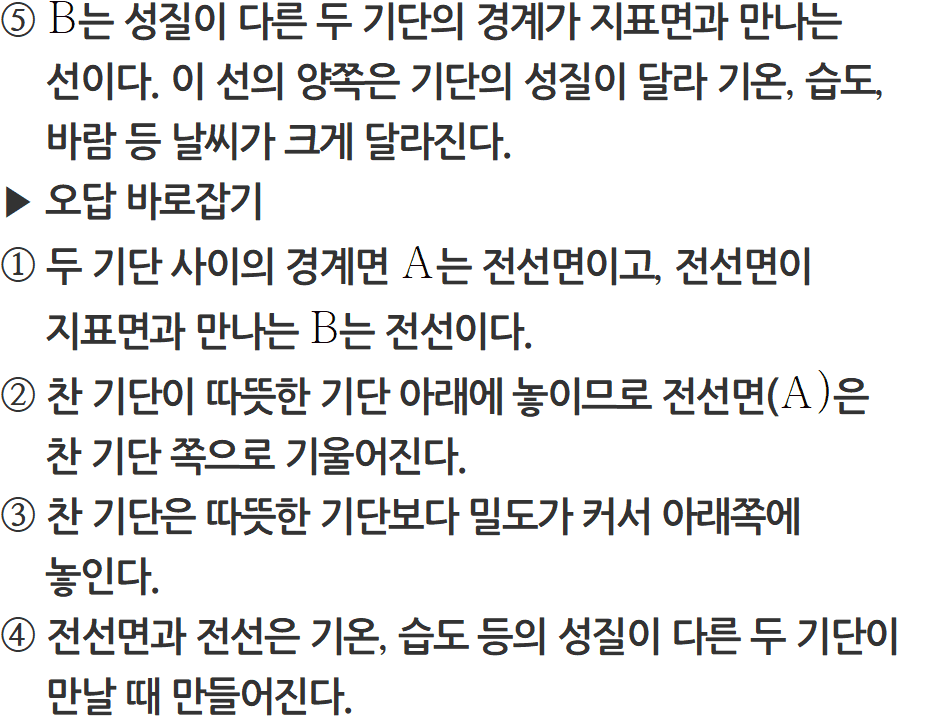 ⑤ B는 성질이 다른 두 기단의 경계가 지표면과 만나는
선이다. 이 선의 양쪽은 기단의 성질이 달라 기온, 습도,
바람 등 날씨가 크게 달라진다.
▶ 오답 바로잡기
① 두 기단 사이의 경계면 A는 전선면이고, 전선면이
지표면과 만나는 B는 전선이다.
② 찬 기단이 따뜻한 기단 아래에 놓이므로 전선면(A)은
찬 기단 쪽으로 기울어진다.
③ 찬 기단은 따뜻한 기단보다 밀도가 커서 아래쪽에
놓인다.
④ 전선면과 전선은 기온, 습도 등의 성질이 다른 두 기단이
만날 때 만들어진다.